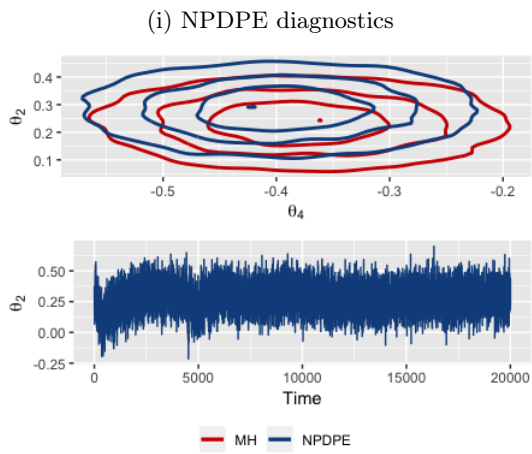 (i) NPDPE diagnostics
0.4
0.3
0.2
0.1
θ2
-0.5 -0.4 -0.3 -0.2
θ4
0.50
0.25
0.00
-0.25
θ2
0 5000 10000 15000 20000
Time
MH NPDPE